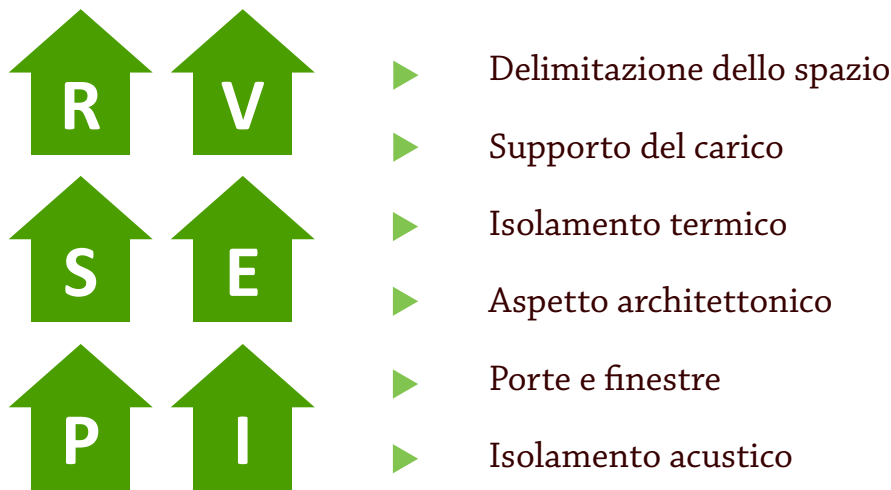 R V
S E
P I
Delimitazione dello spazio
Supporto del carico
Isolamento termico
Aspetto architettonico
Porte e finestre
Isolamento acustico